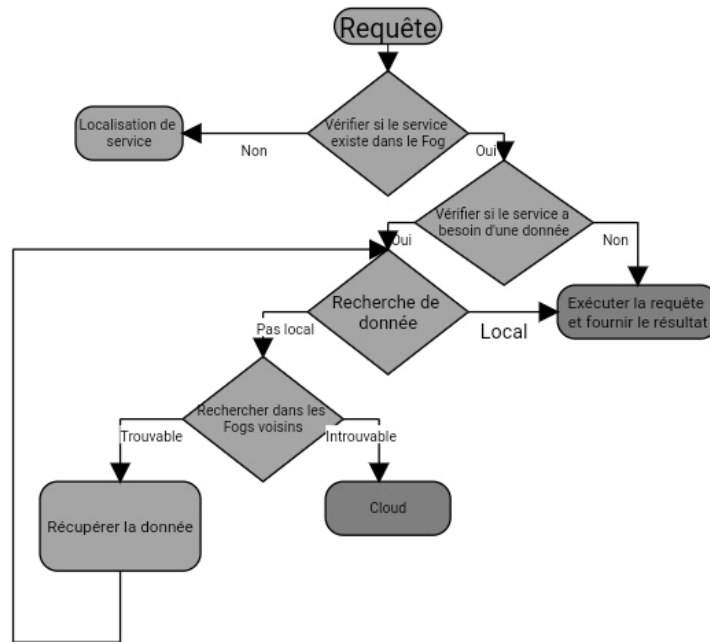 Requête
Vérifier si le service
existe dans le Fog
Localisation de
service
Non
Oui
Vérifier si le service a
besoin d'une donnée
Oui
Non
Recherche de
donnée
Exécuter la requête
et fournir le résultat
Pas local
Local
Rechercher dans les
Fogs voisins
Trouvable
Introuvable
Récupérer la donnée
Cloud